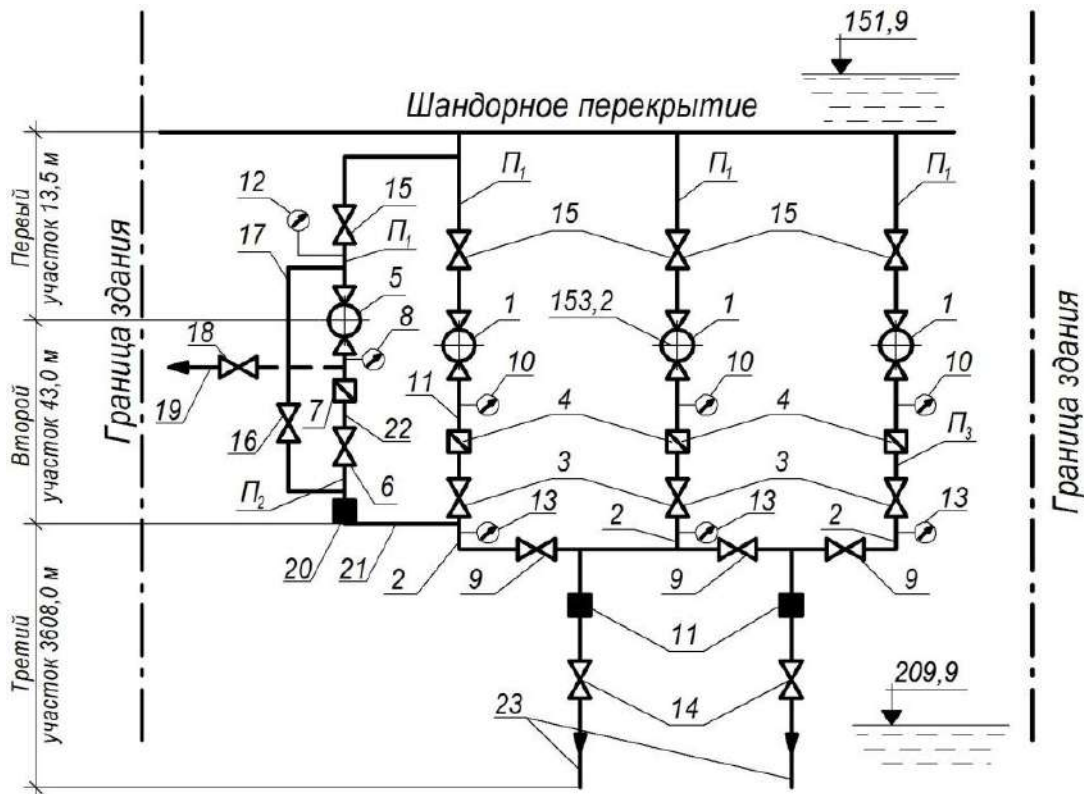 151,9
Шандорное перекрытие
Первый
участок 13,5 м
Второй
участок 43,0 м
Третий
участок 3608,0 м
Граница здания
Граница здания
П₁
П₁
П₁
12
15
15
15
17
П₁
5
8
1
153,2
1
1
18
10
10
10
11
4
4
19
7
22
16
П₃
3
3
П₂
6
13
13
13
2
2
20
21
2
9
9
9
11
209,9
14
23